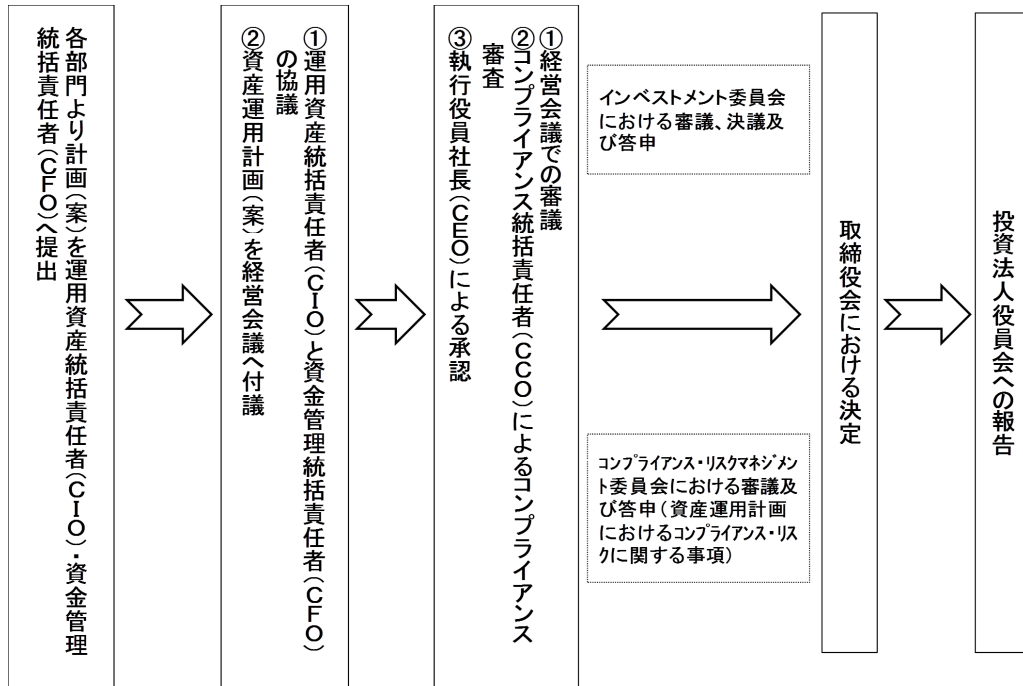 各部門より計画(案)を運用資産統括責任者(CIO)・資金管理
統括責任者(CFO)へ提出
①運用資産統括責任者(CIO)と資金管理統括責任者(CFO)
の協議
②資産運用計画(案)を経営会議へ付議
①経営会議での審議
②コンプライアンス統括責任者(CCO)によるコンプライアンス
審査
③執行役員社長(CEO)による承認
インベストメント委員会
における審議、決議及
び答申
コンプライアンス・リスクマネジメン
ト委員会における審議及
び答申(資産運用計画
におけるコンプライアンス・リス
クに関する事項)
取締役会における決定
投資法人役員会への報告